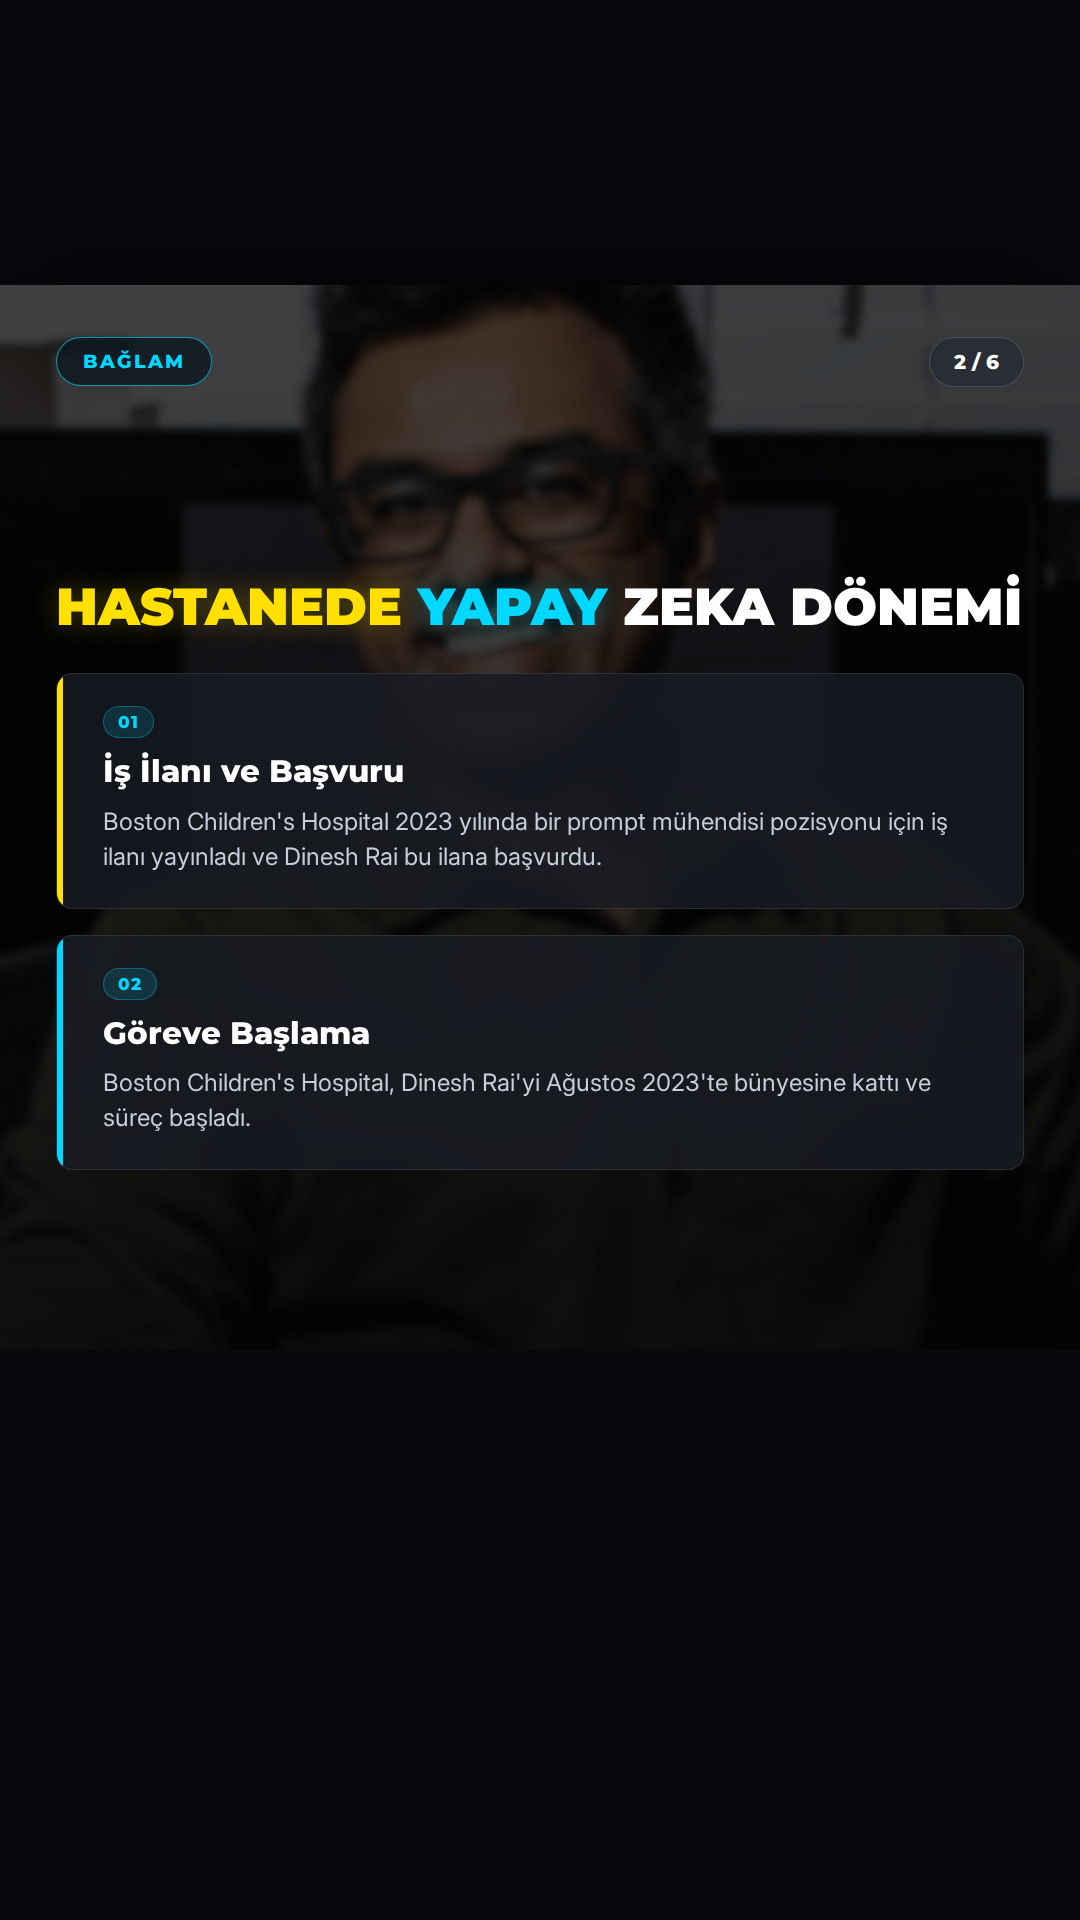 BAĞLAM
2 / 6
HASTANEDE YAPAY ZEKA DÖNEMİ
01
İş İlanı ve Başvuru
Boston Children's Hospital 2023 yılında bir prompt mühendisi pozisyonu için iş
ilanı yayınladı ve Dinesh Rai bu ilana başvurdu.
02
Göreve Başlama
Boston Children's Hospital, Dinesh Rai'yi Ağustos 2023'te bünyesine kattı ve
süreç başladı.